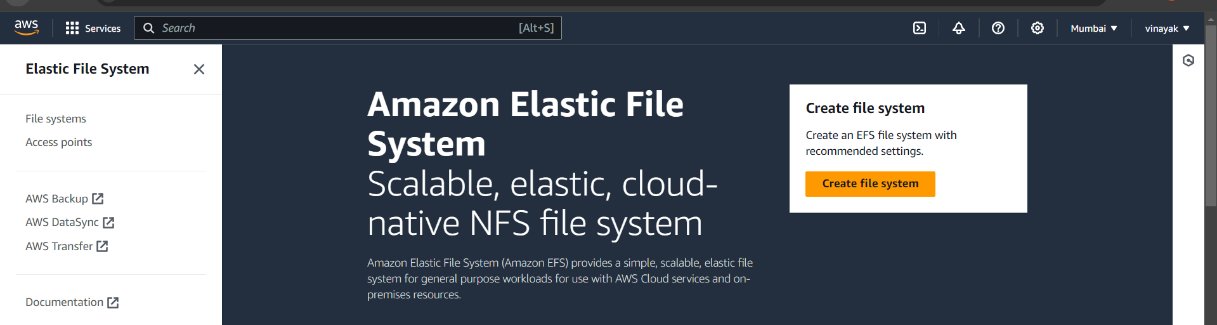 aws
Services
Search
[Alt+S]
Mumbai
vinayak
Elastic File System
File systems
Access points
AWS Backup
AWS DataSync
AWS Transfer
Documentation
Amazon Elastic File
System
Scalable, elastic, cloud-
native NFS file system
Amazon Elastic File System (Amazon EFS) provides a simple, scalable, elastic file
system for general purpose workloads for use with AWS Cloud services and on-
premises resources.
Create file system
Create an EFS file system with
recommended settings.
Create file system